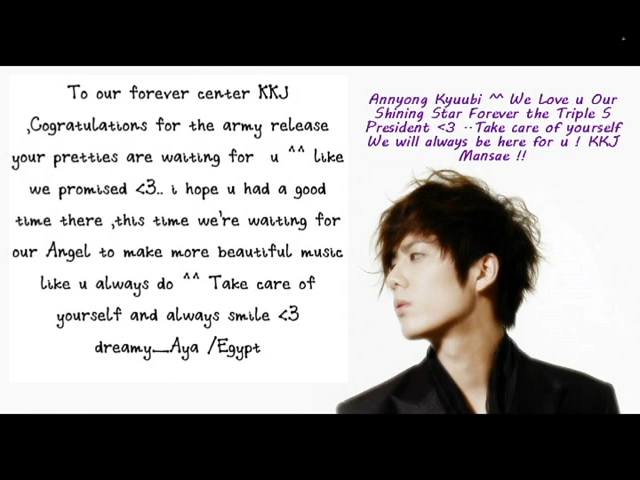 To our forever center KKJ
,Cogratulations for the army release
your pretties are waiting for u ^^ like
we promised <3.. i hope u had a good
time there ,this time we're waiting for
our Angel to make more beautiful music
like u always do ^^ Take care of
yourself and always smile <3
dreamy_Aya /Egypt
Annyong Kyuubi ^^ We Love u Our
Shining Star Forever the Triple S
President <3 ..Take care of yourself
We will always be here for u ! KKJ
Mansae !!